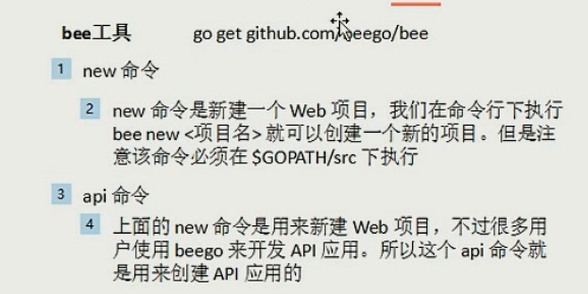 bee工具 go get github.com/beego/bee
1 new 命令
2 new 命令是新建一个 Web 项目，我们在命令行下执行
bee new <项目名> 就可以创建一个新的项目。但是注
意该命令必须在 $GOPATH/src 下执行
3 api 命令
4 上面的 new 命令是用来新建 Web 项目，不过很多用
户使用 beego 来开发 API 应用。所以这个 api 命令就
是用来创建 API 应用的